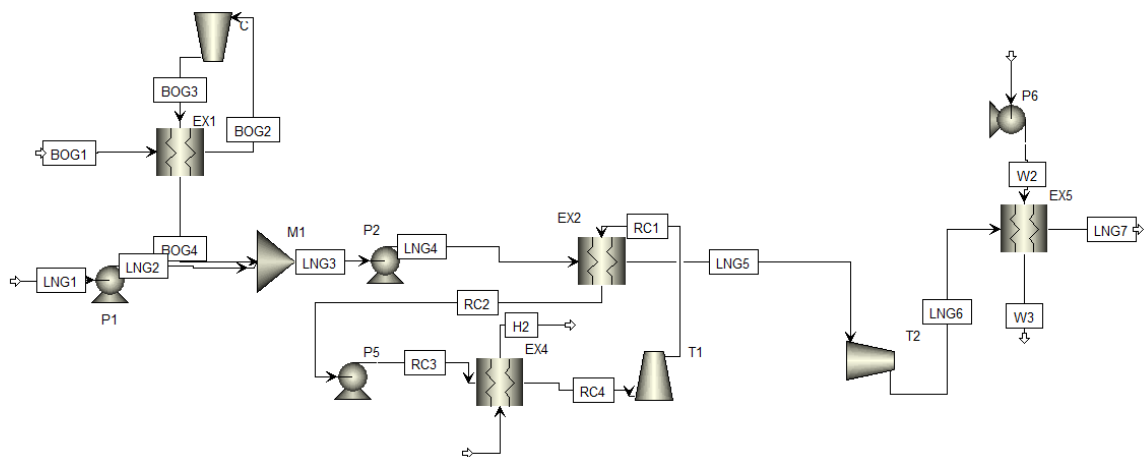 C
BOG3
EX1
BOG2
BOG1
BOG4
P6
W2
EX5
LNG7
W3
M1
P2
EX2
RC1
LNG1
LNG2
LNG3
LNG4
LNG5
P1
RC2
H2
EX4
LNG6
T2
P5
RC3
RC4
T1